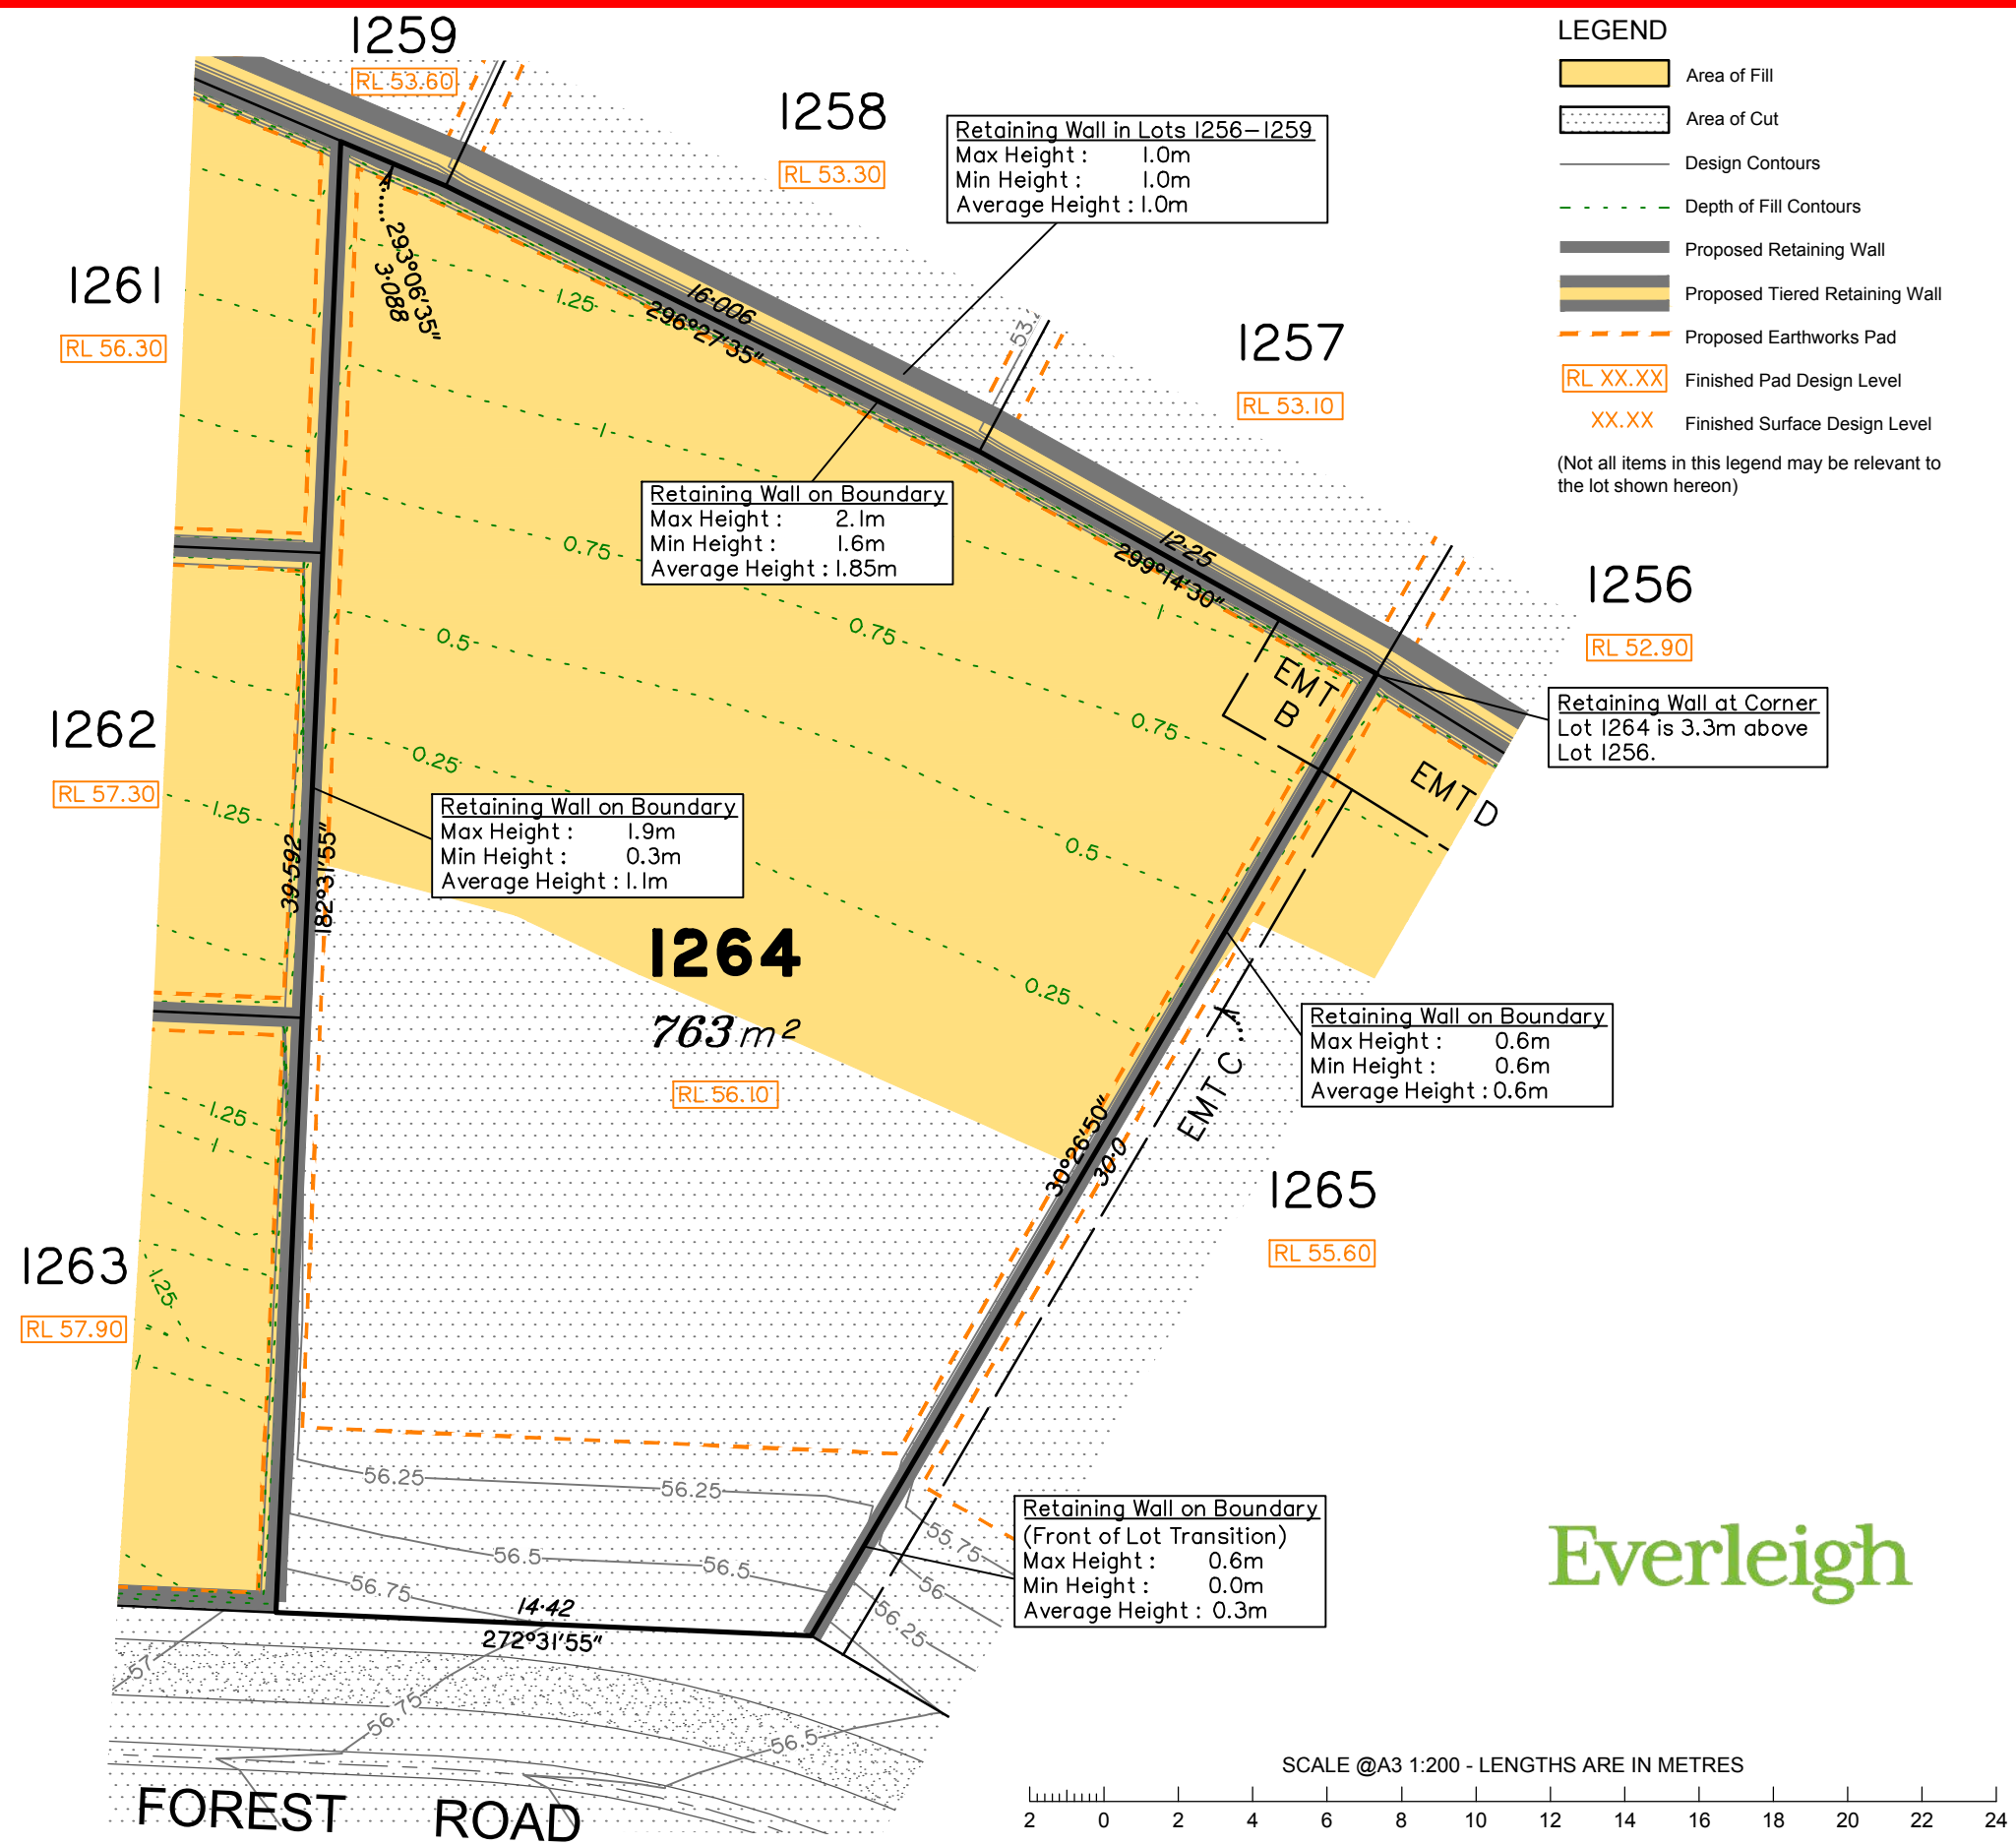 1259
RL 53.60
1258
RL 53.30
Retaining Wall in Lots 1256-1259
Max Height : 1.0m
Min Height : 1.0m
Average Height : 1.0m
LEGEND
Area of Fill
Area of Cut
Design Contours
Depth of Fill Contours
Proposed Retaining Wall
Proposed Tiered Retaining Wall
Proposed Earthworks Pad
RL XX.XX Finished Pad Design Level
XX.XX Finished Surface Design Level
(Not all items in this legend may be relevant to
the lot shown hereon)
1261
RL 56.30
293°06'35"
3·088
1.25
16·006
296°27'35"
53.
1257
RL 53.10
1
Retaining Wall on Boundary
Max Height : 2.1m
Min Height : 1.6m
Average Height : 1.85m
0.75
12·25
299°14'30"
1256
RL 52.90
1
0.5
0.75
EMT
B
0.75
Retaining Wall at Corner
Lot 1264 is 3.3m above
Lot 1256.
EMT D
1262
RL 57.30
1.25
0.25
Retaining Wall on Boundary
Max Height : 1.9m
Min Height : 0.3m
Average Height : 1.1m
39·592
182°31'55"
0.5
1264
763 m²
RL 56.10
0.25
Retaining Wall on Boundary
Max Height : 0.6m
Min Height : 0.6m
Average Height : 0.6m
EMT C
30°26'50"
30·0
1265
RL 55.60
1.25
1
1263
RL 57.90
1.25
1
56.25
56.25
56.5
56.5
56.75
Retaining Wall on Boundary
(Front of Lot Transition)
Max Height : 0.6m
Min Height : 0.0m
Average Height : 0.3m
55.75
56
56.25
Everleigh
14·42
272°31'55"
57
56.75
56.5
FOREST ROAD
SCALE @A3 1:200 - LENGTHS ARE IN METRES
2 0 2 4 6 8 10 12 14 16 18 20 22 24